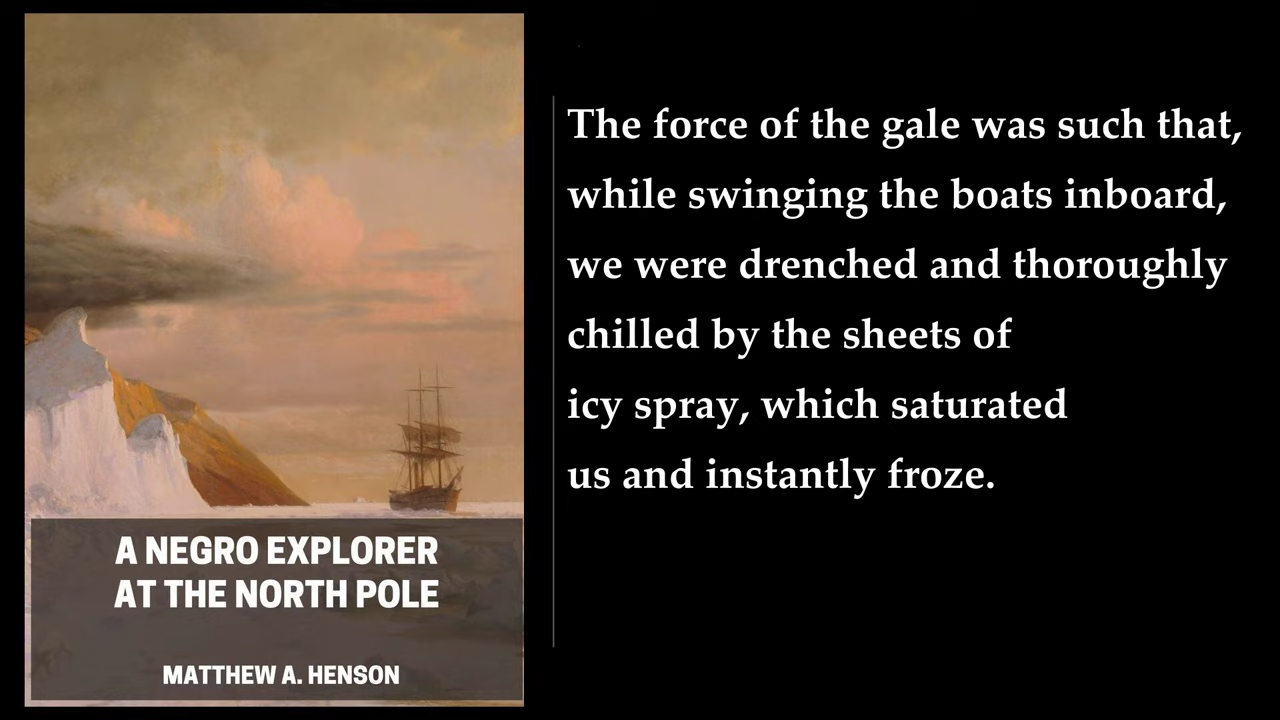 The force of the gale was such that,
while swinging the boats inboard,
we were drenched and thoroughly
chilled by the sheets of
icy spray, which saturated
us and instantly froze.
A NEGRO EXPLORER
AT THE NORTH POLE
MATTHEW A. HENSON